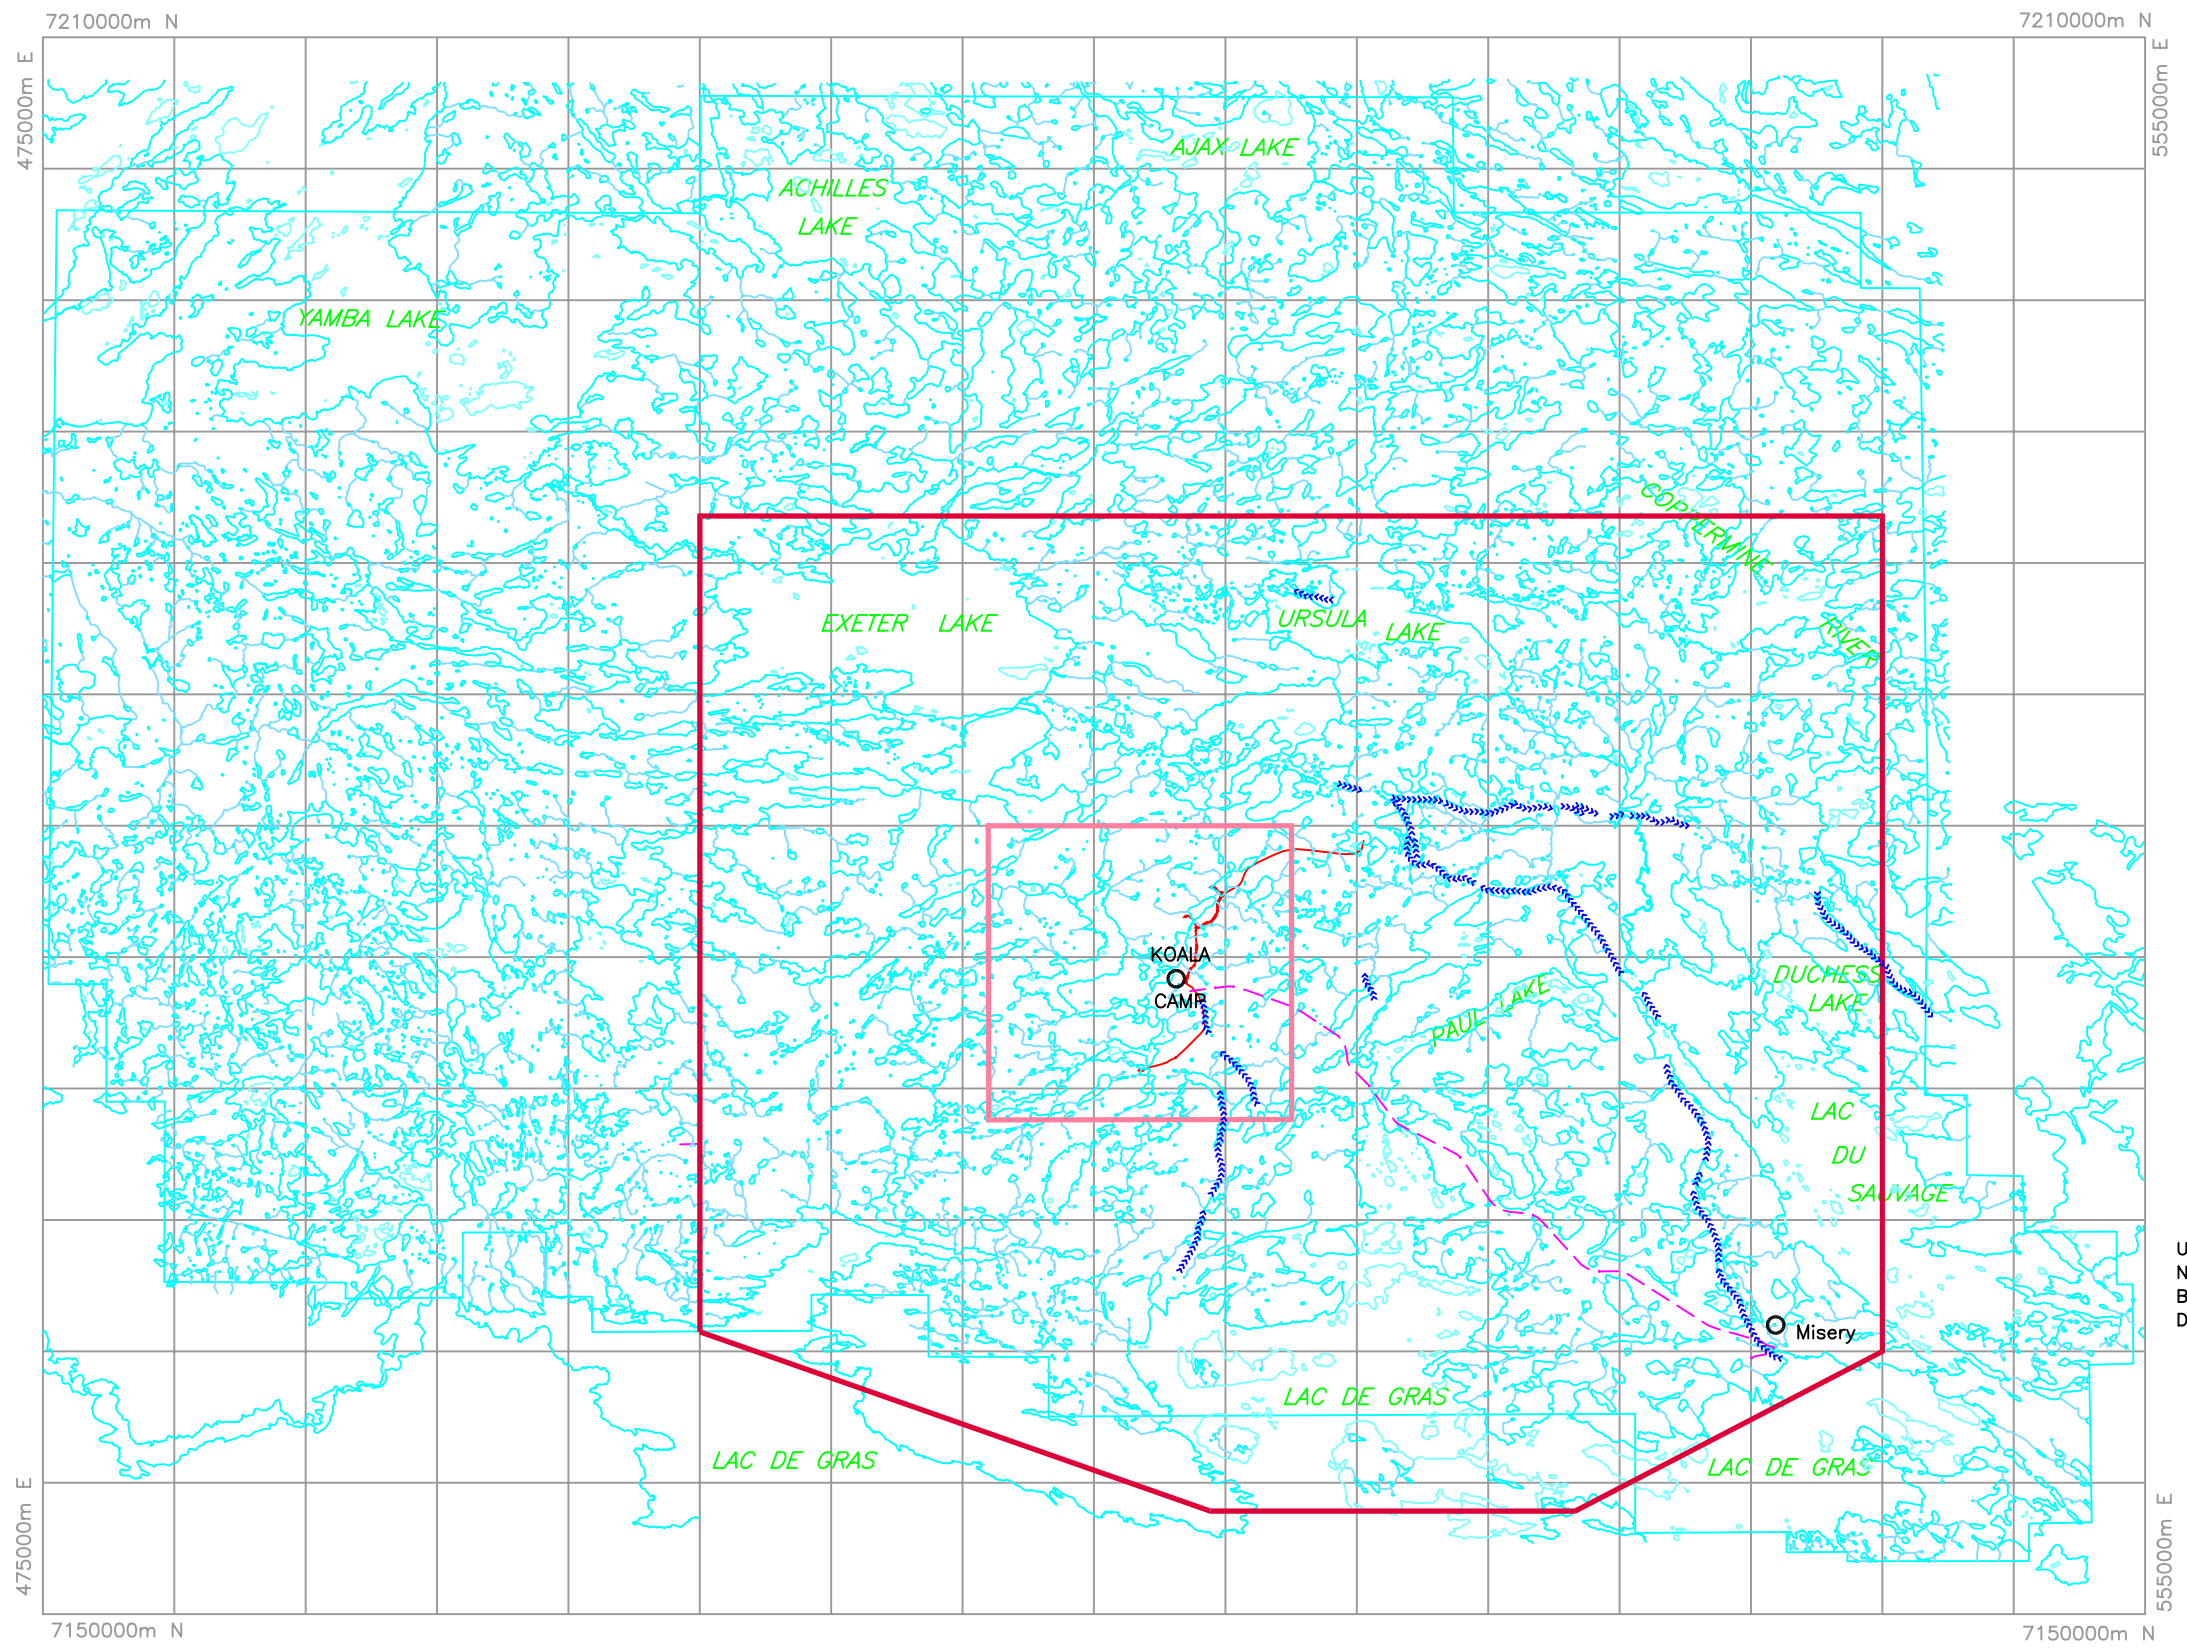 7210000m N
7210000m N
475000m E
555000m E
AJAX LAKE
ACHILLES
LAKE
YAMBA LAKE
COPPERMINE
RIVER
EXETER LAKE
URSULA LAKE
KOALA
CAMP
PAUL LAKE
DUCHESS
LAKE
LAC
DU
SAUVAGE
U
N
B
D
Misery
LAC DE GRAS
LAC DE GRAS
LAC DE GRAS
475000m E
555000m E
7150000m N
7150000m N